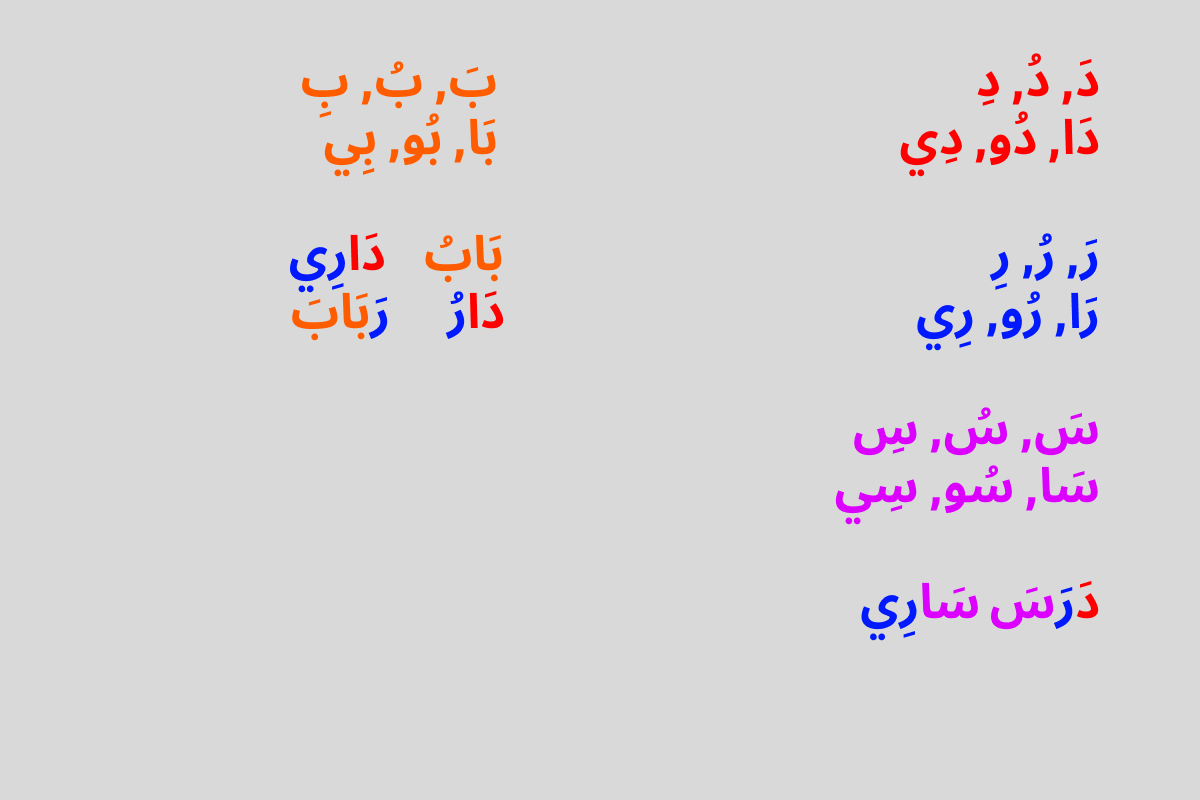 دَ, دُ, دِ
دَا, دُو, دِي
رَ, رُ, رِ
رَا, رُو, رِي
سَ, سُ, سِ
سَا, سُو, سِي
دَرَسَ سَارِي
بَ, بُ, بِ
بَا, بُو, بِي
بَابُ دَارِي
دَارُ رَبَابَ